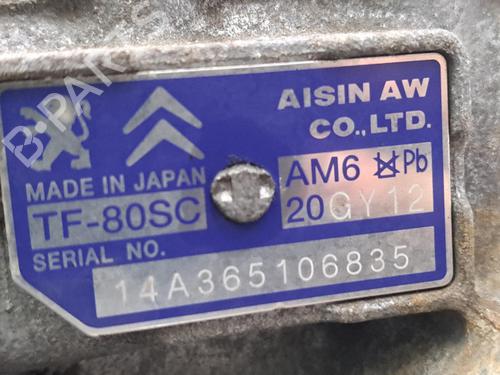 AISIN AW
CO.,LTD.
MADE IN JAPAN
AM6 Pb
TF-80SC
20GY12
SERIAL NO.
14A365106835
B-PARTS